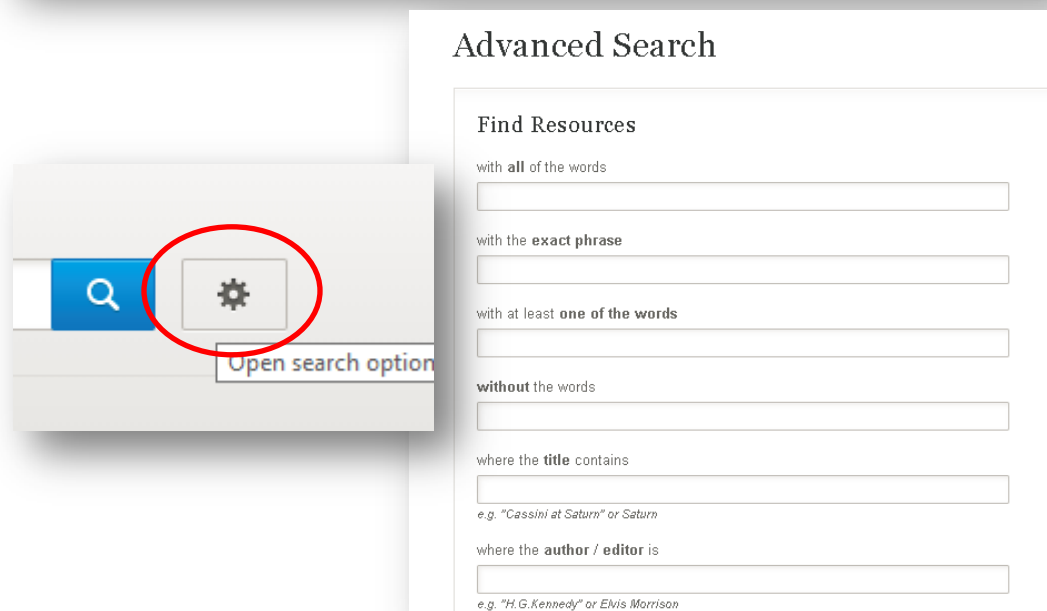 Advanced Search
Find Resources
with all of the words
with the exact phrase
with at least one of the words
without the words
where the title contains
e.g. "Cassini at Saturn" or Saturn
where the author / editor is
e.g. "H.G.Kennedy" or Elvis Morrison
Open search option